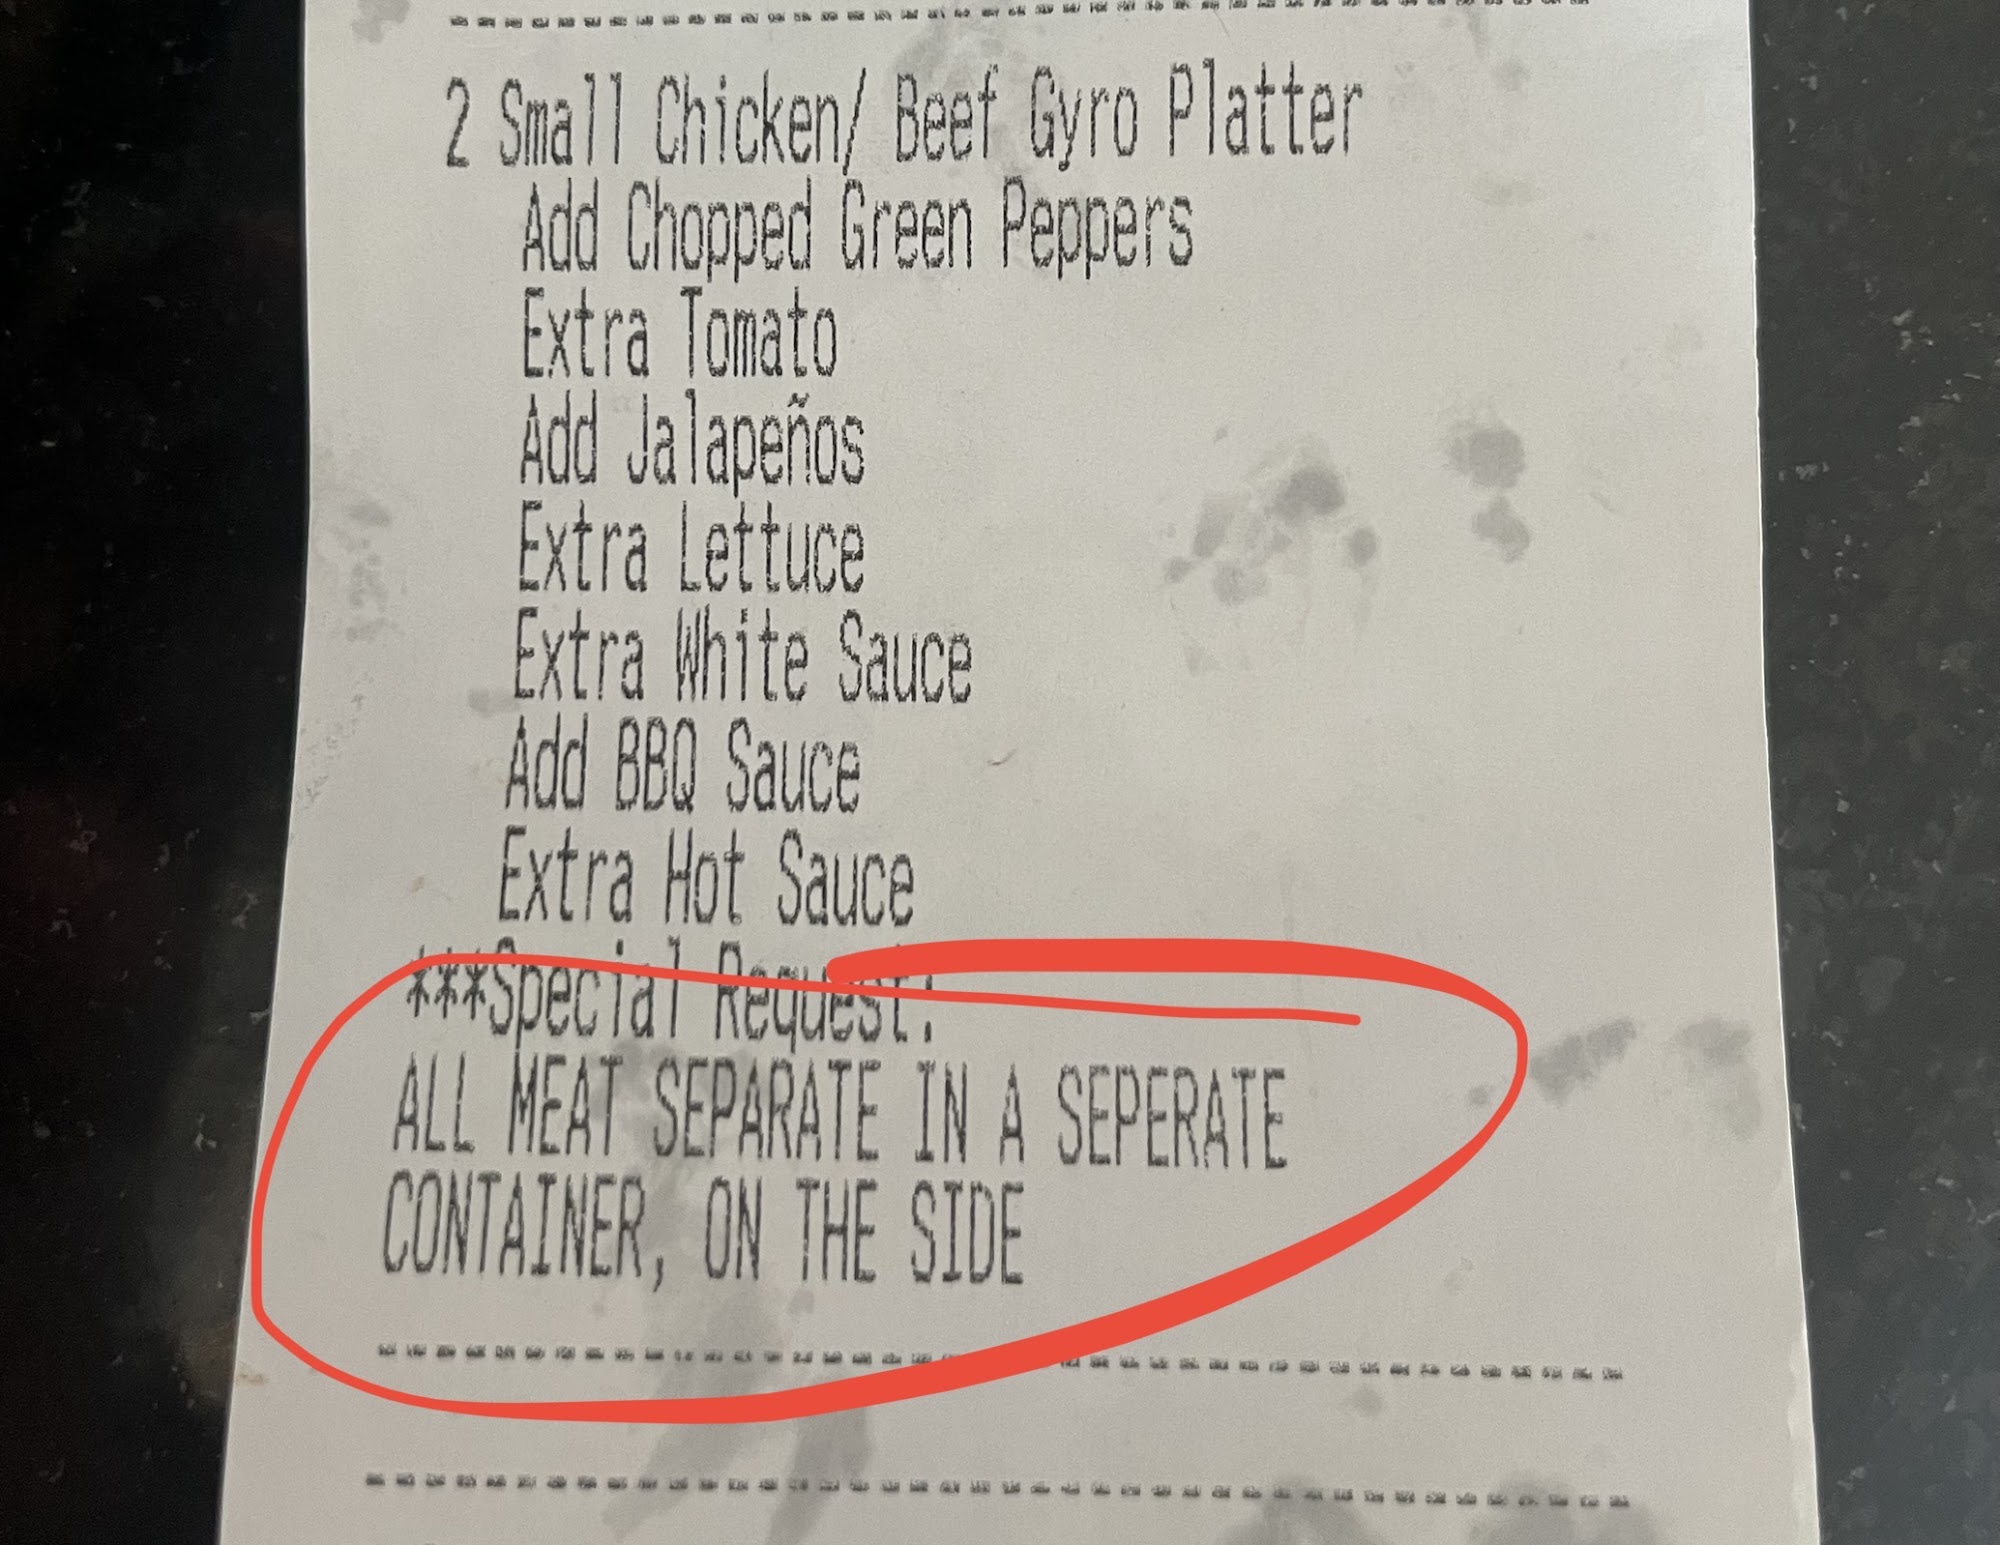 2 Small Chicken/ Beef Gyro Platter
Add Chopped Green Peppers
Extra Tomato
Add Jalapeños
Extra Lettuce
Extra White Sauce
Add BBQ Sauce
Extra Hot Sauce
***Special Request:
ALL MEAT SEPARATE IN A SEPERATE
CONTAINER, ON THE SIDE